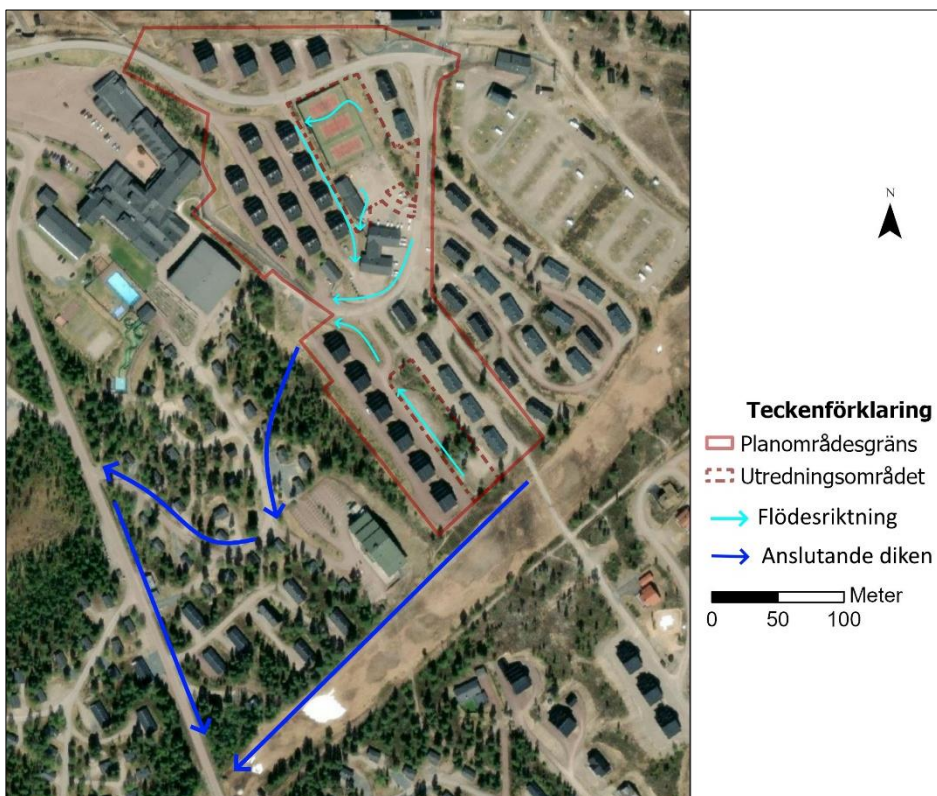 N
Teckenförklaring
Planområdesgräns
Utredningsområdet
Flödesriktning
Anslutande diken
Meter
0 50 100